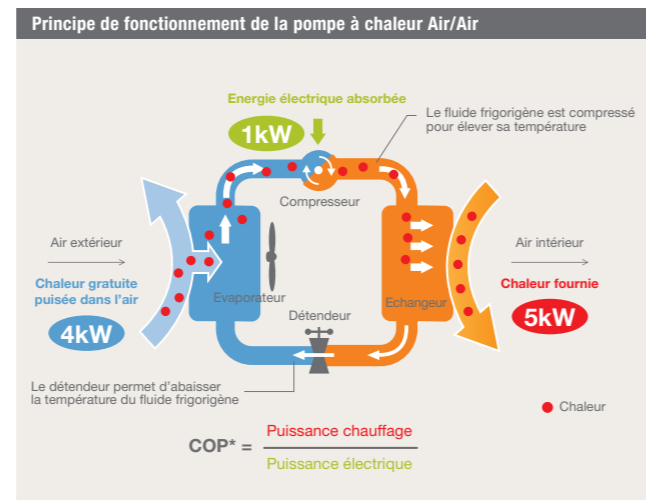 Principe de fonctionnement de la pompe à chaleur Air/Air
Energie électrique absorbée
1kW
Le fluide frigorigène est compressé
pour élever sa température
Compresseur
Air extérieur
Chaleur gratuite
puisée dans l'air
4kW
Evaporateur
Détendeur
Echangeur
Air intérieur
Chaleur fournie
5kW
Le détendeur permet d'abaisser
la température du fluide frigorigène
Chaleur
COP* =
Puissance chauffage
Puissance électrique